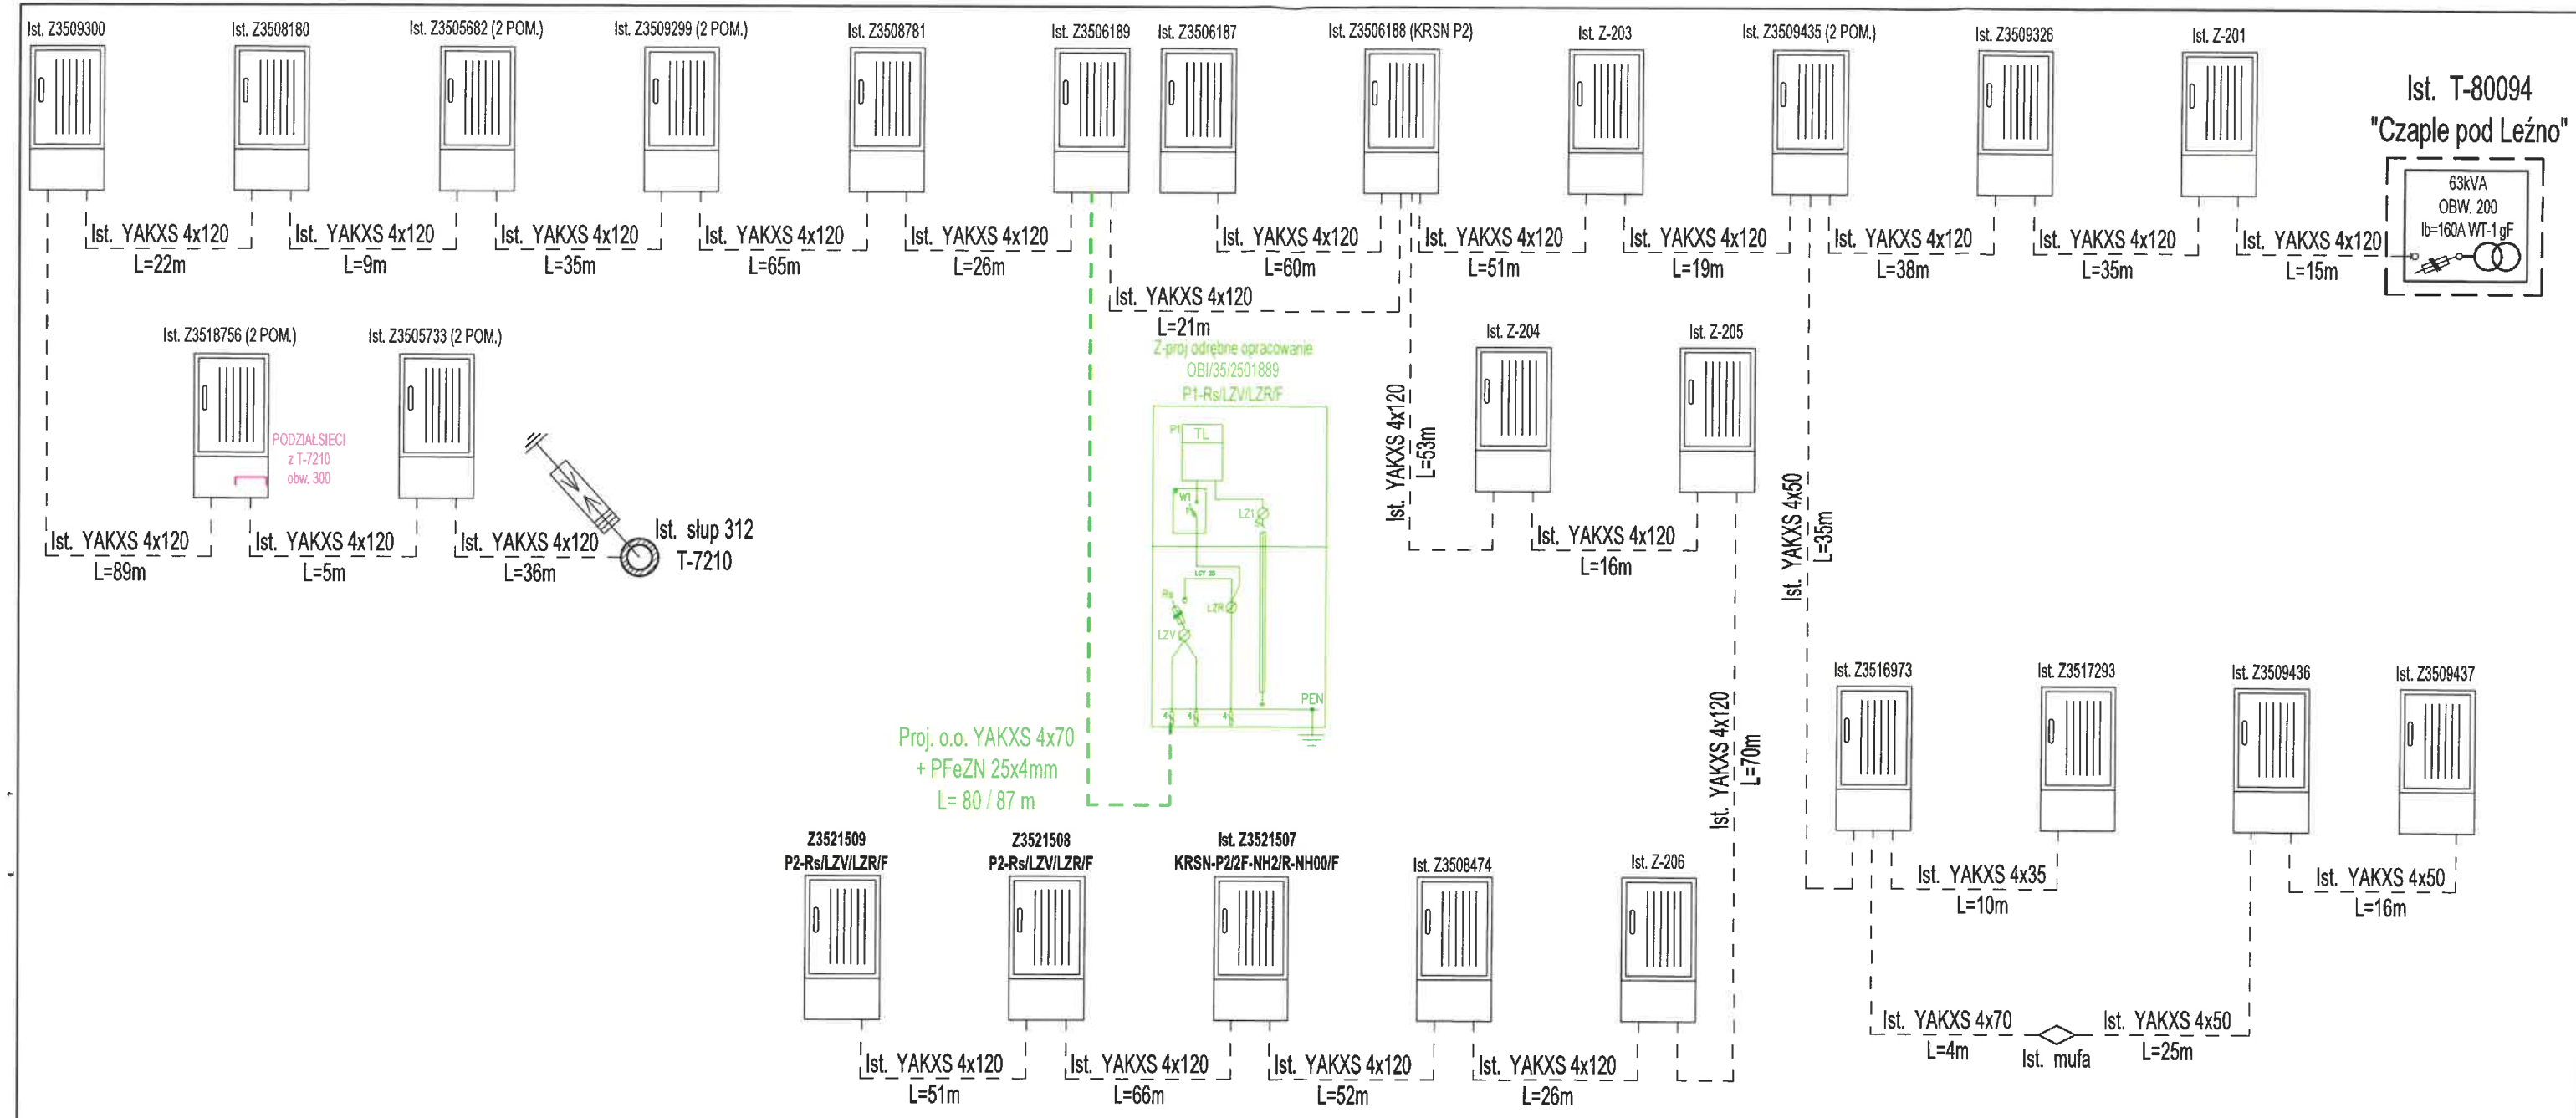 Ist. Z3509300
Ist. Z3508180
Ist. Z3505682 (2 POM.)
Ist. Z3509299 (2 POM.)
Ist. Z3508781
Ist. Z3506189
Ist. Z3506187
Ist. Z3506188 (KRSN P2)
Ist. Z-203
Ist. Z3509435 (2 POM.)
Ist. Z3509326
Ist. Z-201
Ist. T-80094
"Czaple pod Leźno"
63kVA
OBW. 200
Ib=160A WT-1 gF
Ist. YAKXS 4x120
L=22m
Ist. YAKXS 4x120
L=9m
Ist. YAKXS 4x120
L=35m
Ist. YAKXS 4x120
L=65m
Ist. YAKXS 4x120
L=26m
Ist. YAKXS 4x120
L=60m
Ist. YAKXS 4x120
L=51m
Ist. YAKXS 4x120
L=19m
Ist. YAKXS 4x120
L=38m
Ist. YAKXS 4x120
L=35m
Ist. YAKXS 4x120
L=15m
Ist. YAKXS 4x120
L=21m
Ist. Z3518756 (2 POM.)
Ist. Z3505733 (2 POM.)
PODZIAŁSIECI
z T-7210
obw. 300
Ist. słup 312
T-7210
Ist. YAKXS 4x120
L=89m
Ist. YAKXS 4x120
L=5m
Ist. YAKXS 4x120
L=36m
Z-proj odrębne opracowanie
OBI/35/2501889
P1-Rs/LZV/LZR/F
P1
TL
W1
LZ1
LGY 25
Rs
LZR
LZV
PEN
4
4
4
Proj. o.o. YAKXS 4x70
+ PFeZN 25x4mm
L= 80 / 87 m
Ist. YAKXS 4x120
L=53m
Ist. Z-204
Ist. Z-205
Ist. YAKXS 4x120
L=16m
Ist. YAKXS 4x50
L=35m
Ist. YAKXS 4x120
L=70m
Ist. Z3516973
Ist. Z3517293
Ist. Z3509436
Ist. Z3509437
Ist. YAKXS 4x35
L=10m
Ist. YAKXS 4x50
L=16m
Ist. YAKXS 4x70
L=4m
Ist. mufa
Ist. YAKXS 4x50
L=25m
Z3521509
P2-Rs/LZV/LZR/F
Z3521508
P2-Rs/LZV/LZR/F
Ist. Z3521507
KRSN-P2/2F-NH2/R-NH00/F
Ist. Z3508474
Ist. Z-206
Ist. YAKXS 4x120
L=51m
Ist. YAKXS 4x120
L=66m
Ist. YAKXS 4x120
L=52m
Ist. YAKXS 4x120
L=26m